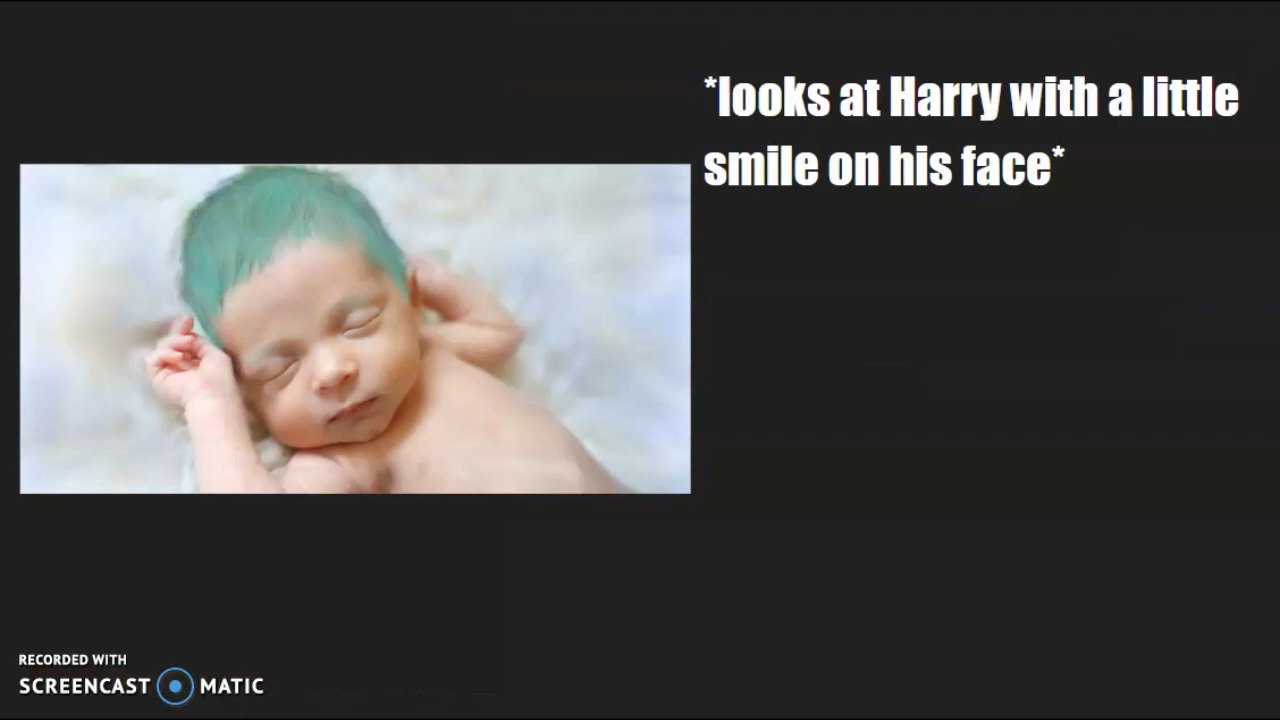 *looks at Harry with a little
smile on his face*
RECORDED WITH
SCREENCAST MATIC